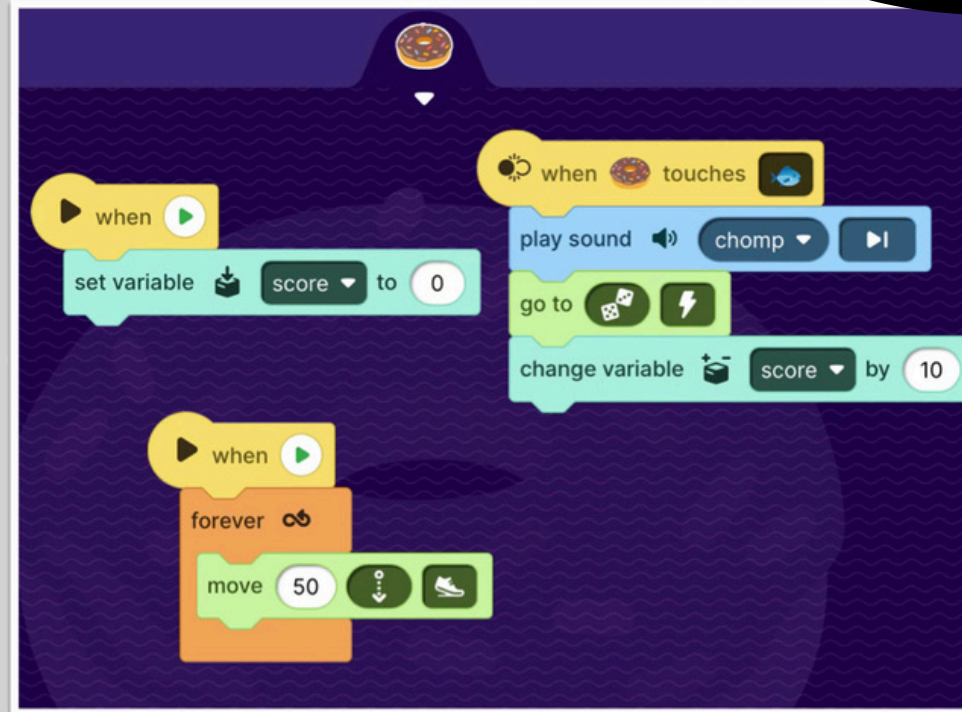 when
set variable score to 0
when touches
play sound chomp
go to
change variable score by 10
when
forever
move 50